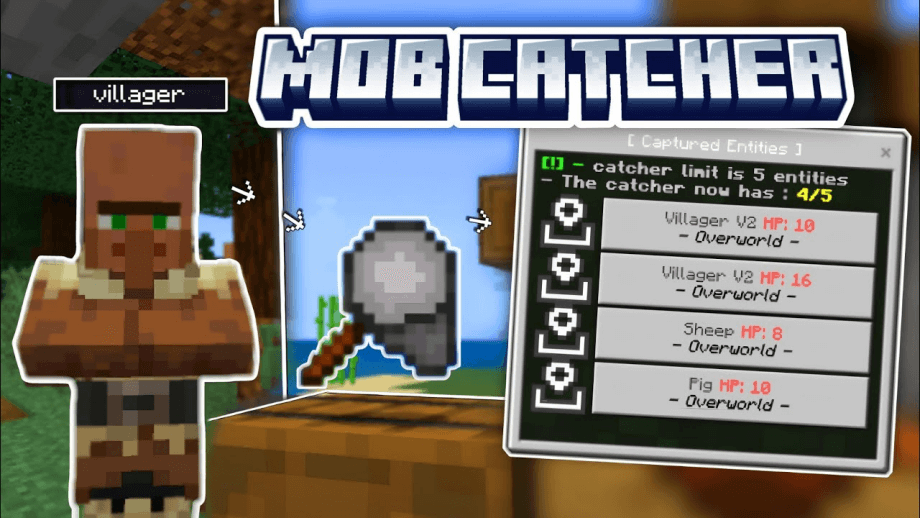 MOB CATCHER
villager
[ Captured Entities ]
×
[!] - catcher limit is 5 entities
- The catcher now has : 4/5
Villager V2 HP: 10
- Overworld -
Villager V2 HP: 16
- Overworld -
Sheep HP: 8
- Overworld -
Pig HP: 10
- Overworld -